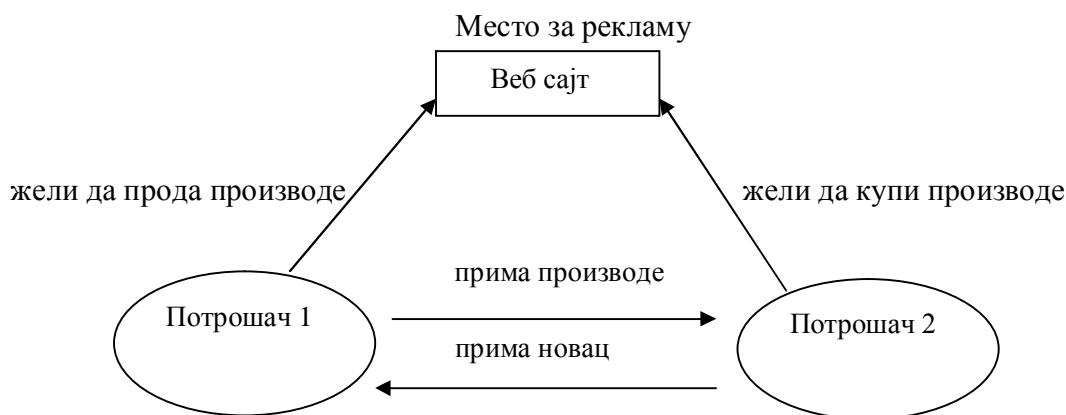 Место за рекламу
Веб сајт
жели да прода производе
жели да купи производе
прима производе
Потрошач 1
Потрошач 2
прима новац